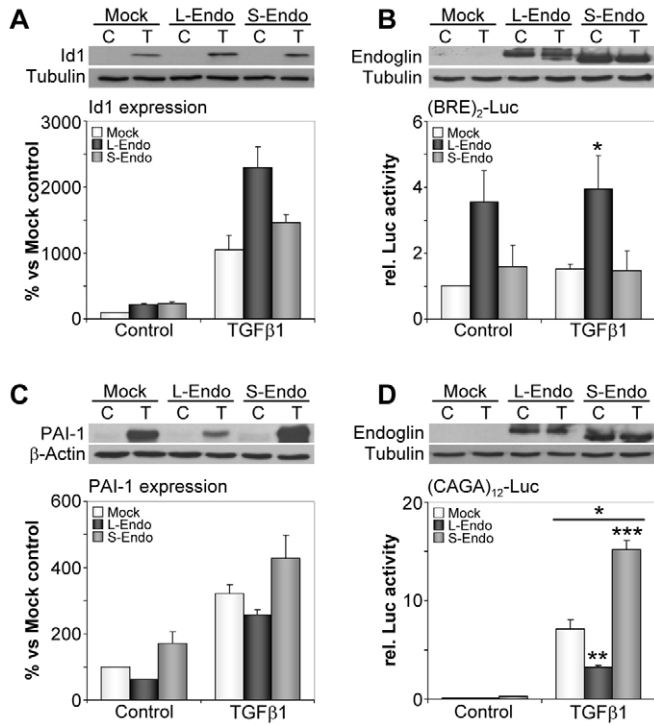 A
Mock L-Endo S-Endo
C T C T C T
Id1
Tubulin
Id1 expression
Mock
L-Endo
S-Endo
% vs Mock control
3000
2000
1000
0
Control TGFβ1
B
Mock L-Endo S-Endo
C T C T C T
Endoglin
Tubulin
(BRE)₂-Luc
Mock
L-Endo
S-Endo
rel. Luc activity
6
4
2
0
*
Control TGFβ1
C
Mock L-Endo S-Endo
C T C T C T
PAI-1
β-Actin
PAI-1 expression
Mock
L-Endo
S-Endo
% vs Mock control
600
400
200
0
Control TGFβ1
D
Mock L-Endo S-Endo
C T C T C T
Endoglin
Tubulin
(CAGA)₁₂-Luc
Mock
L-Endo
S-Endo
rel. Luc activity
20
15
10
5
0
*
***
**
Control TGFβ1